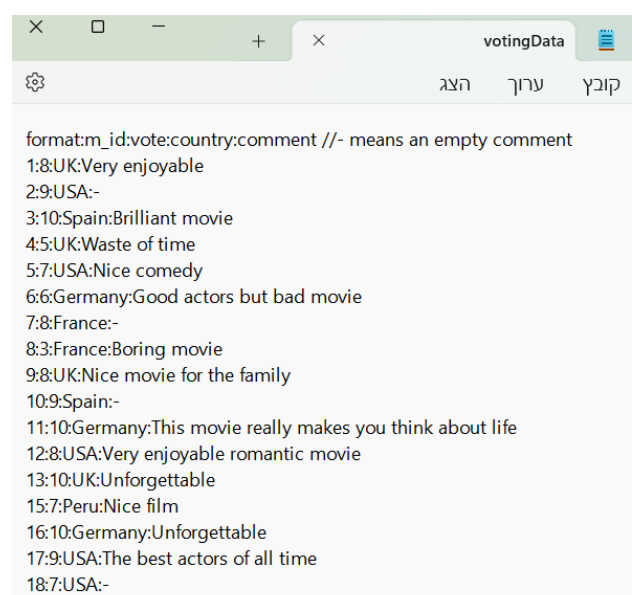 votingData
קובץ ערוך הצג
format:m_id:vote:country:comment //- means an empty comment
1:8:UK:Very enjoyable
2:9:USA:-
3:10:Spain:Brilliant movie
4:5:UK:Waste of time
5:7:USA:Nice comedy
6:6:Germany:Good actors but bad movie
7:8:France:-
8:3:France:Boring movie
9:8:UK:Nice movie for the family
10:9:Spain:-
11:10:Germany:This movie really makes you think about life
12:8:USA:Very enjoyable romantic movie
13:10:UK:Unforgettable
15:7:Peru:Nice film
16:10:Germany:Unforgettable
17:9:USA:The best actors of all time
18:7:USA:-